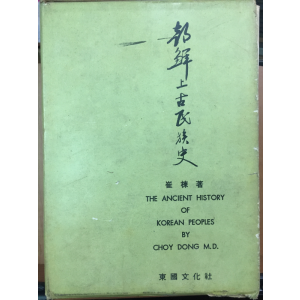 朝鮮上古民族史
崔棟著
THE ANCIENT HISTORY
OF
KOREAN PEOPLES
BY
CHOY DONG M.D.
東國文化社